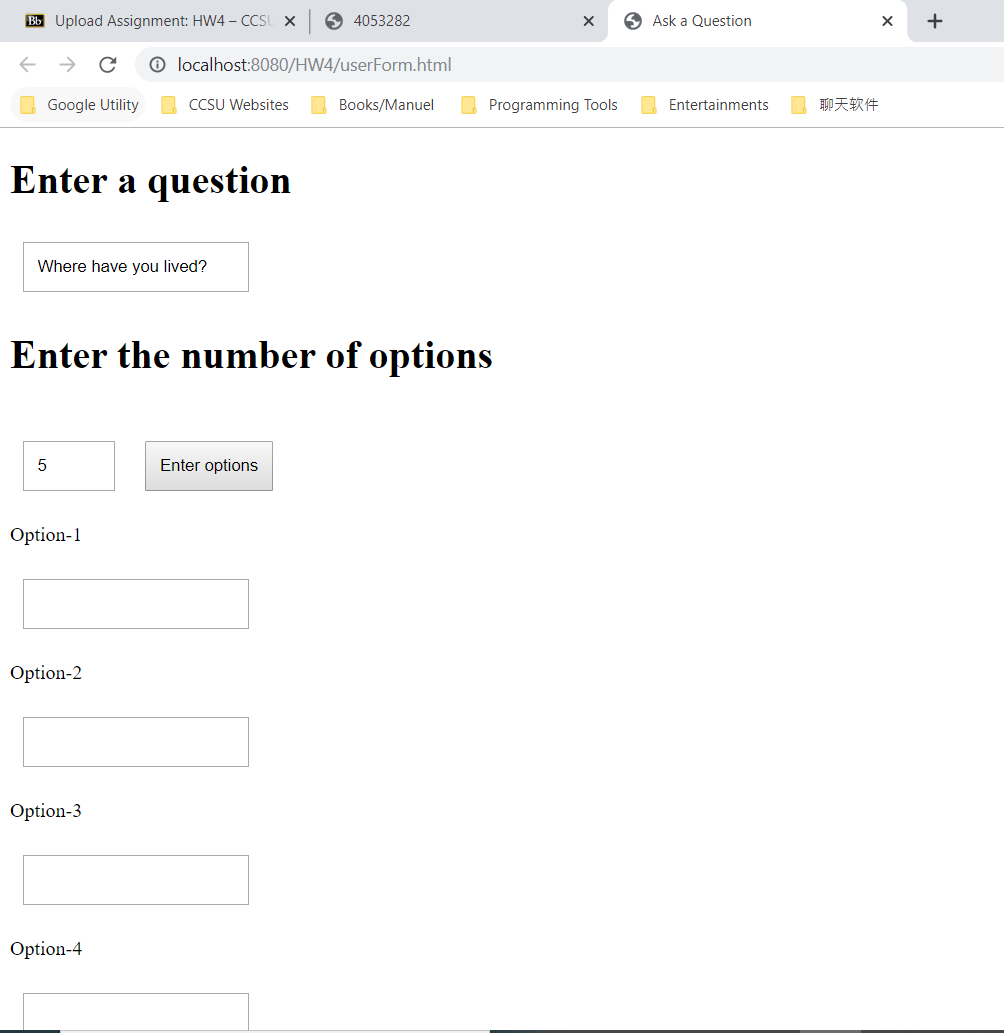 Bb Upload Assignment: HW4 – CCSU 4053282 Ask a Question
localhost:8080/HW4/userForm.html
Google Utility CCSU Websites Books/Manuel Programming Tools Entertainments 聊天软件
Enter a question
Where have you lived?
Enter the number of options
5 Enter options
Option-1
Option-2
Option-3
Option-4